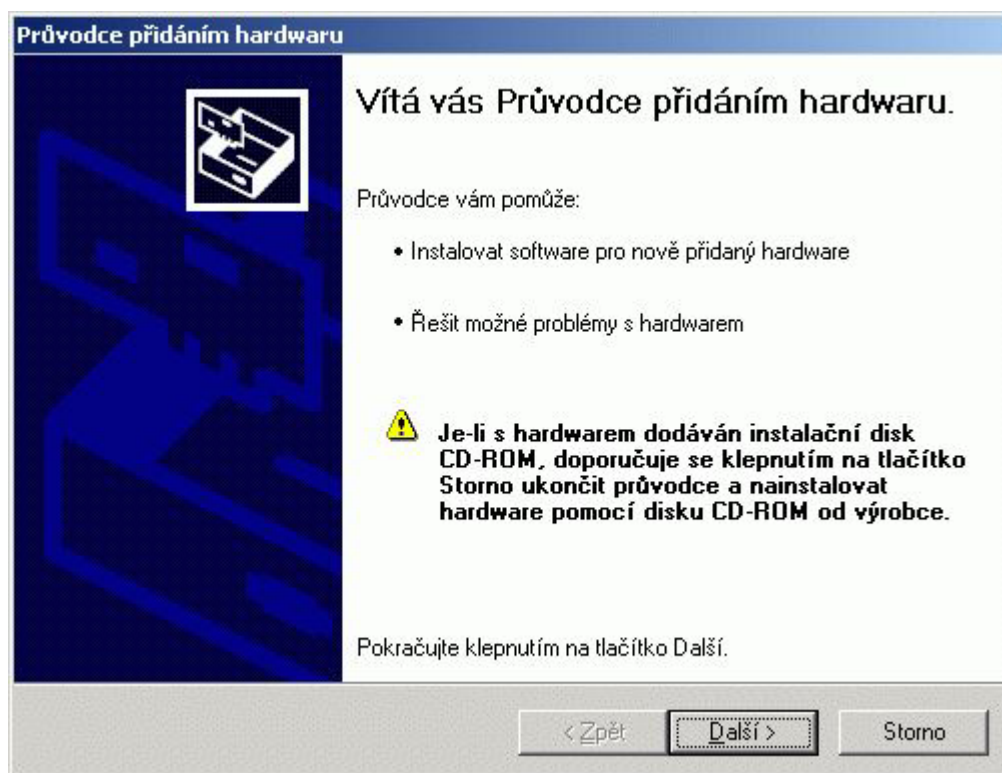 Průvodce přidáním hardwaru
Vítá vás Průvodce přidáním hardwaru.
Průvodce vám pomůže:
• Instalovat software pro nově přidaný hardware
• Řešit možné problémy s hardwarem
Je-li s hardwarem dodáván instalační disk
CD-ROM, doporučuje se klepnutím na tlačítko
Storno ukončit průvodce a nainstalovat
hardware pomocí disku CD-ROM od výrobce.
Pokračujte klepnutím na tlačítko Další.
< Zpět
Další >
Storno